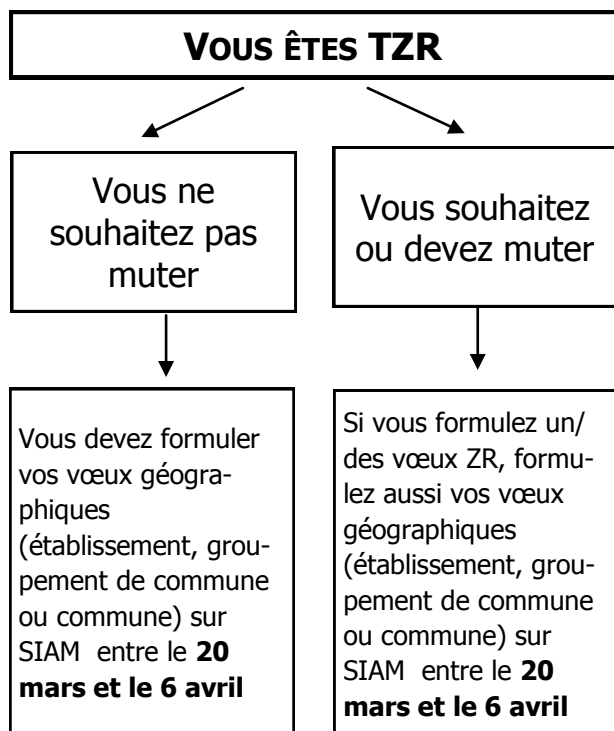 VOUS ÊTES TZR
Vous ne
souhaitez pas
muter
Vous souhaitez
ou devez muter
Vous devez formuler
vos vœux géogra-
phiques
(établissement, grou-
pement de commune
ou commune) sur
SIAM  entre le 20
mars et le 6 avril
Si vous formulez un/
des vœux ZR, formu-
lez aussi vos vœux
géographiques
(établissement, grou-
pement de commune
ou commune) sur
SIAM  entre le 20
mars et le 6 avril